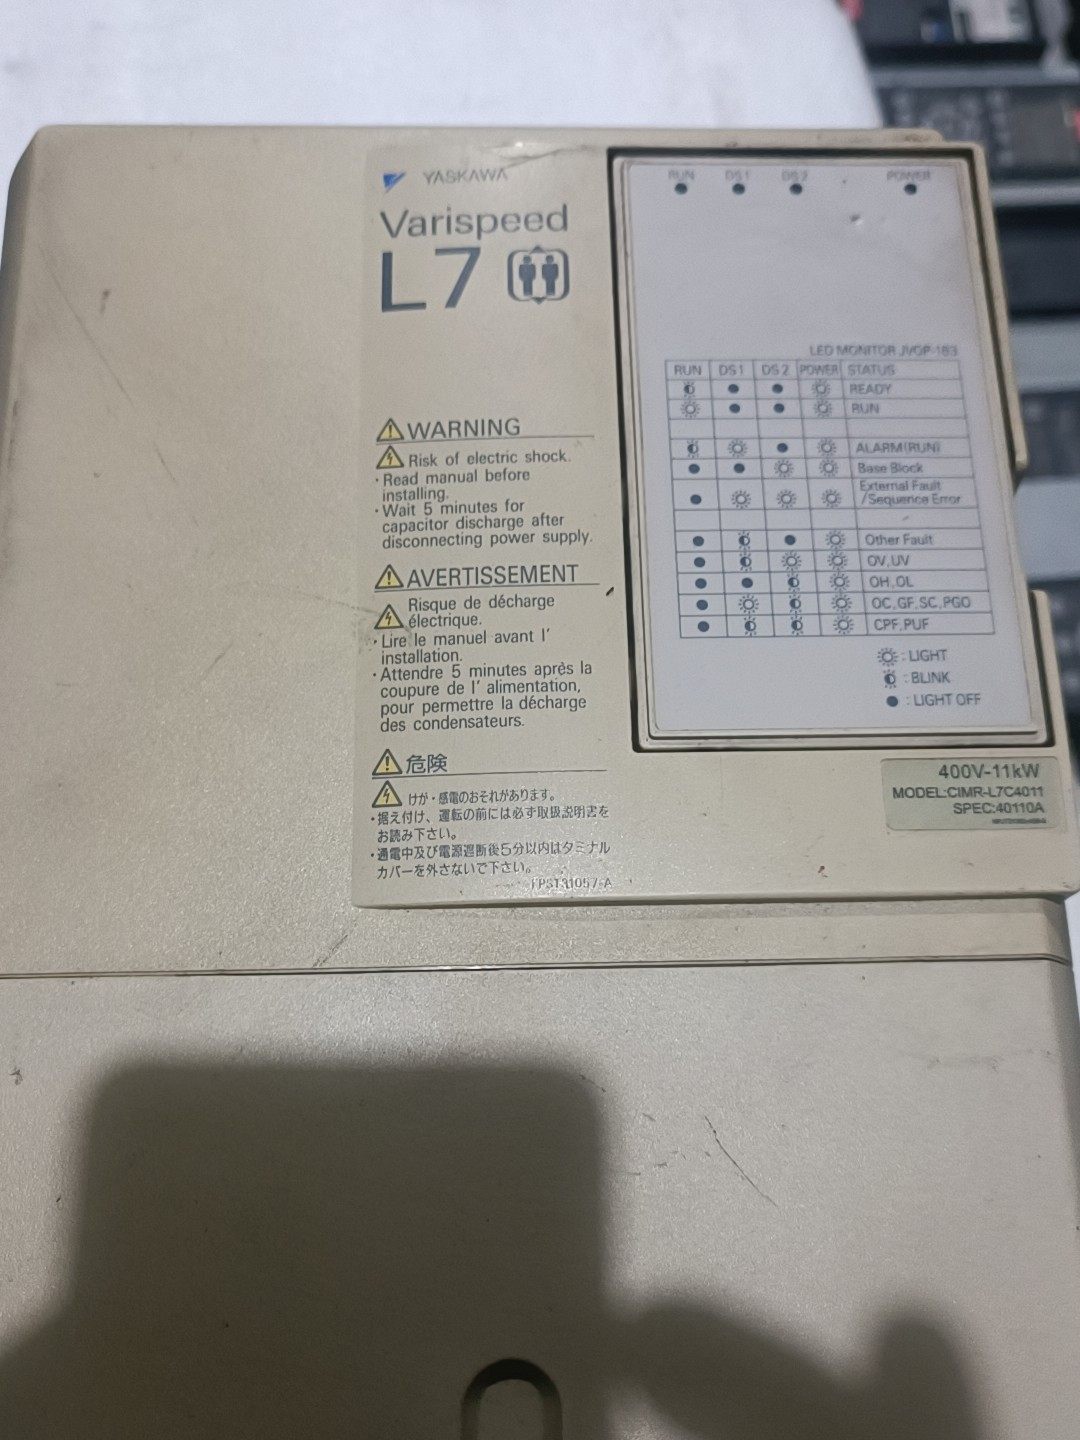 YASKAWA
Varispeed
L7
WARNING
Risk of electric shock.
・Read manual before
installing.
・Wait 5 minutes for
capacitor discharge after
disconnecting power supply.
AVERTISSEMENT
Risque de décharge
électrique.
・Lire le manuel avant l'
installation.
・Attendre 5 minutes après la
coupure de l' alimentation,
pour permettre la décharge
des condensateurs.
危険
けが・感電のおそれがあります。
・据え付け、運転の前には必ず取扱説明書を
お読み下さい。
・通電中及び電源遮断後5分以内はタミナル
カバーを外さないで下さい。
FPST31057-A
RUN DS1 DS2 POWER
LED MONITOR JVOP-163
RUN DS1 DS2 POWER STATUS
READY
RUN
ALARM(RUN)
Base Block
External Fault
/Sequence Error
Other Fault
OV,UV
OH,OL
OC,GF,SC,PGO
CPF,PUF
: LIGHT
: BLINK
: LIGHT OFF
400V-11kW
MODEL:CIMR-L7C4011
SPEC:40110A